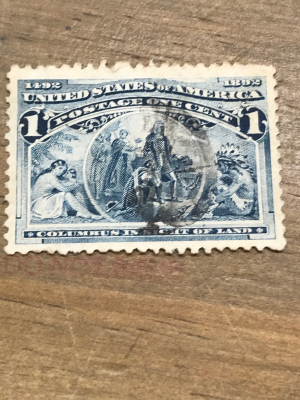 1492 1892
UNITED STATES OF AMERICA
POSTAGE ONE CENT
1 1
COLUMBUS IN SIGHT OF LAND